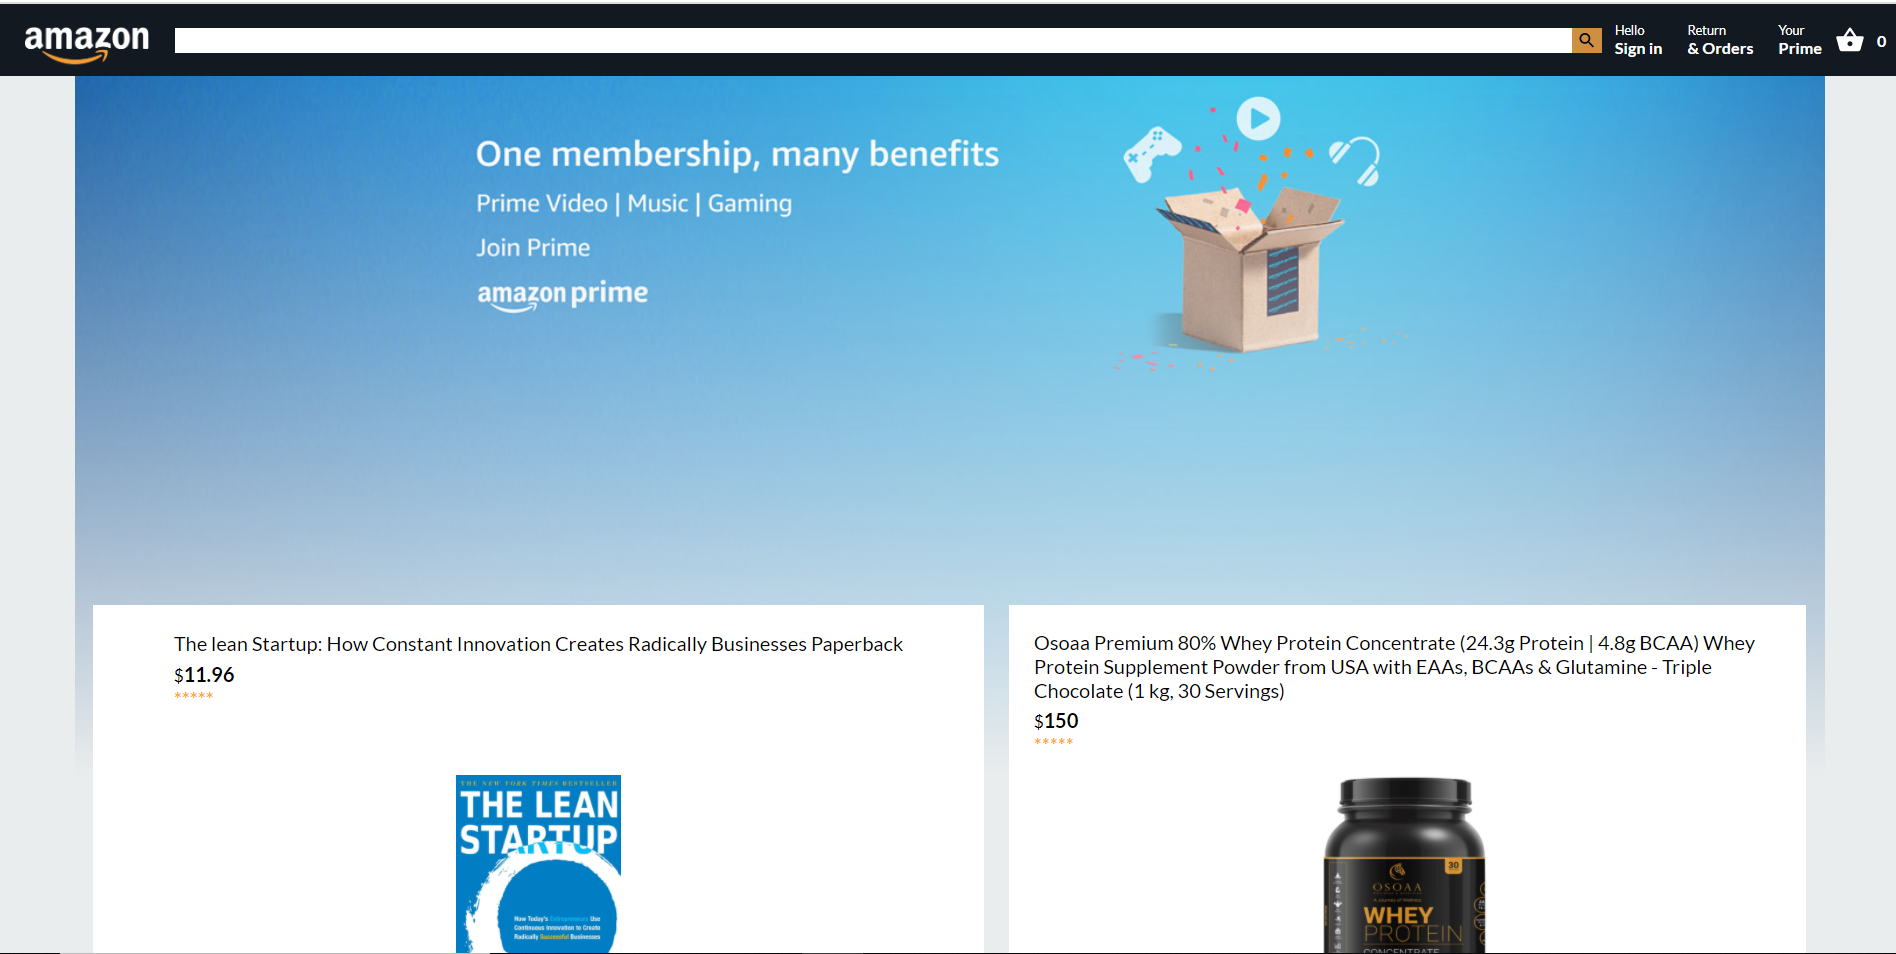 amazon
Hello
Sign in
Return
& Orders
Your
Prime
0
One membership, many benefits
Prime Video | Music | Gaming
Join Prime
amazon prime
The lean Startup: How Constant Innovation Creates Radically Businesses Paperback
$11.96
*****
THE NEW YORK TIMES BESTSELLER
THE LEAN
STARTUP
How Today's Entrepreneurs Use
Continuous Innovation to Create
Radically Successful Businesses
Osoaa Premium 80% Whey Protein Concentrate (24.3g Protein | 4.8g BCAA) Whey
Protein Supplement Powder from USA with EAAs, BCAAs & Glutamine - Triple
Chocolate (1 kg, 30 Servings)
$150
*****
30
OSOAA
A Journey of Wellness
WHEY
PROTEIN
CONCENTRATE